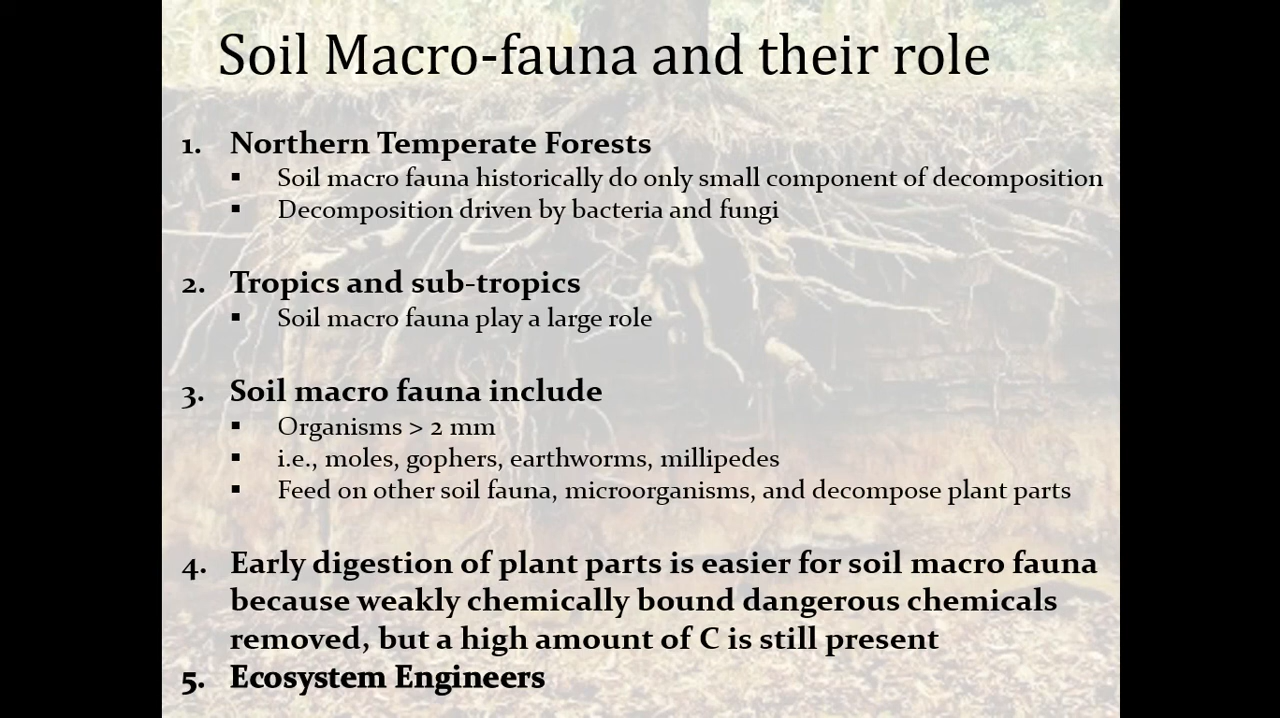 Soil Macro-fauna and their role
1. Northern Temperate Forests
▪ Soil macro fauna historically do only small component of decomposition
▪ Decomposition driven by bacteria and fungi
2. Tropics and sub-tropics
▪ Soil macro fauna play a large role
3. Soil macro fauna include
▪ Organisms > 2 mm
▪ i.e., moles, gophers, earthworms, millipedes
▪ Feed on other soil fauna, microorganisms, and decompose plant parts
4. Early digestion of plant parts is easier for soil macro fauna
because weakly chemically bound dangerous chemicals
removed, but a high amount of C is still present
5. Ecosystem Engineers